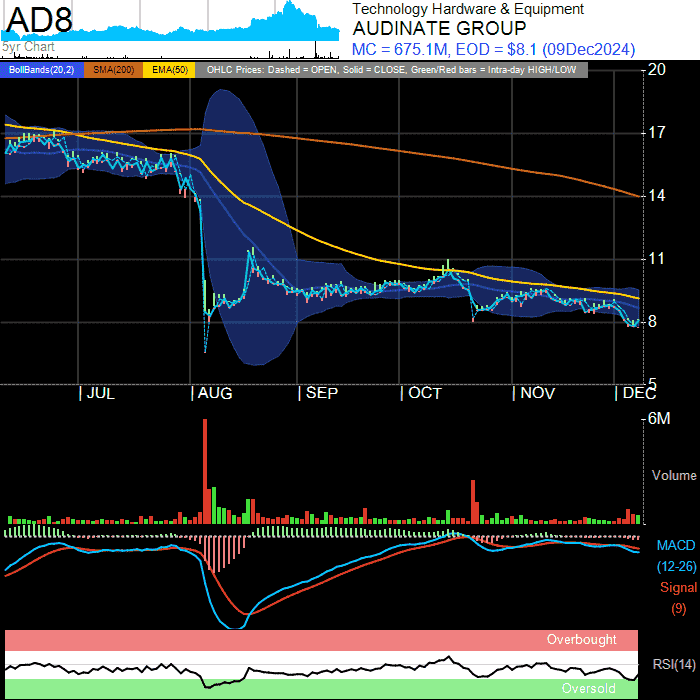 AD8
5yr Chart
Technology Hardware & Equipment
AUDINATE GROUP
MC = 675.1M, EOD = $8.1 (09Dec2024)
BollBands(20,2) SMA(200) EMA(50) OHLC Prices: Dashed = OPEN, Solid = CLOSE, Green/Red bars = Intra-day HIGH/LOW
20
17
14
11
8
5
JUL AUG SEP OCT NOV DEC
6M
Volume
MACD
(12-26)
Signal
(9)
Overbought
RSI(14)
Oversold